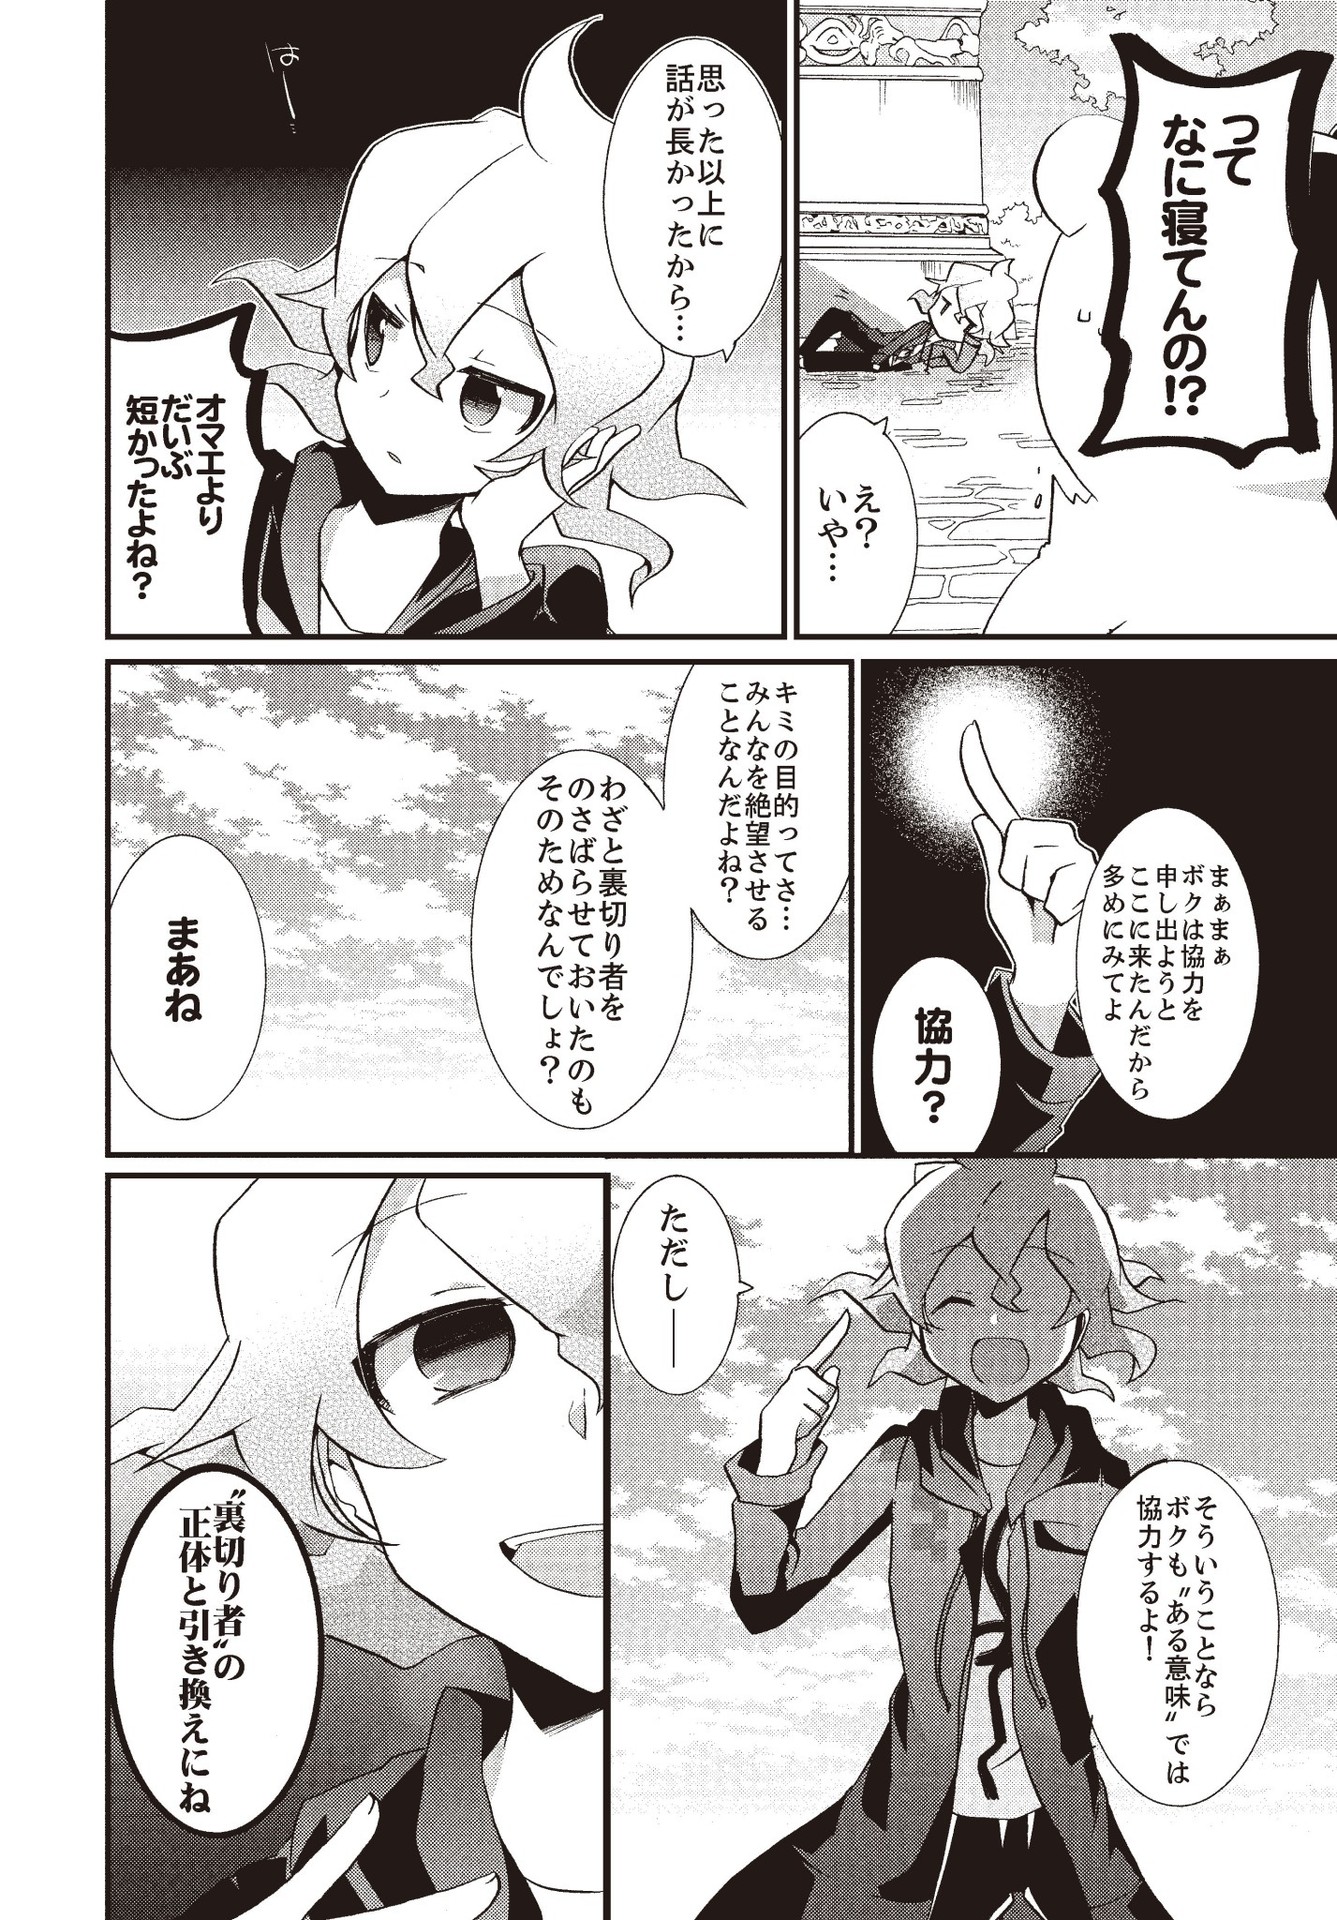 って
なに寝てんの!?
え?
いや…
思った以上に
話が長かったから…
はー…
オマエより
だいぶ
短かったよね?
まぁまぁ
ボクは協力を
申し出ようと
ここに来たんだから
多めにみてよ
協力?
キミの目的ってさ…
みんなを絶望させる
ことなんだよね?
わざと裏切り者を
のさばらせておいたのも
そのためなんでしょ?
まあね
そういうことなら
ボクも〝ある意味〟では
協力するよ!
ただし――
〝裏切り者〟の
正体と引き換えにね